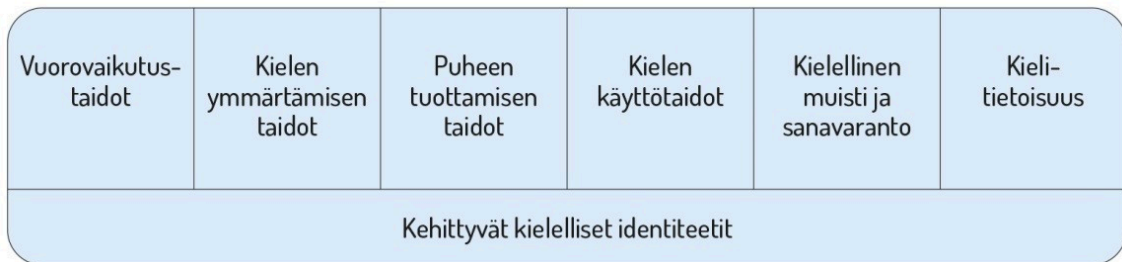 Vuorovaikutus-
taidot
Kielen
ymmärtämisen
taidot
Puheen
tuottamisen
taidot
Kielen
käyttötaidot
Kielellinen
muisti ja
sanavaranto
Kieli-
tietoisuus
Kehittyvät kielelliset identiteetit